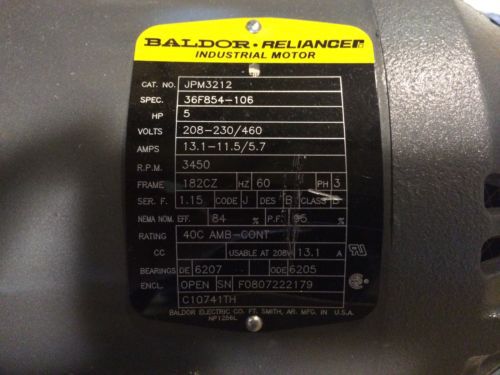 BALDOR • RELIANCER
INDUSTRIAL MOTOR
CAT. NO. JPM3212
SPEC. 36F854-106
HP 5
VOLTS 208-230/460
AMPS 13.1-11.5/5.7
R.P.M. 3450
FRAME 182CZ HZ 60 PH 3
SER. F. 1.15 CODE J DES B CLASS
NEMA NOM. EFF. 84 % P.F. 95 %
RATING 40C AMB-CONT
CC USABLE AT 208V 13.1 A
BEARINGS DE 6207 ODE 6205
ENCL. OPEN SN F0807222179
C10741TH
BALDOR ELECTRIC CO. FT. SMITH, AR. MFG. IN U.S.A.
NP1256L